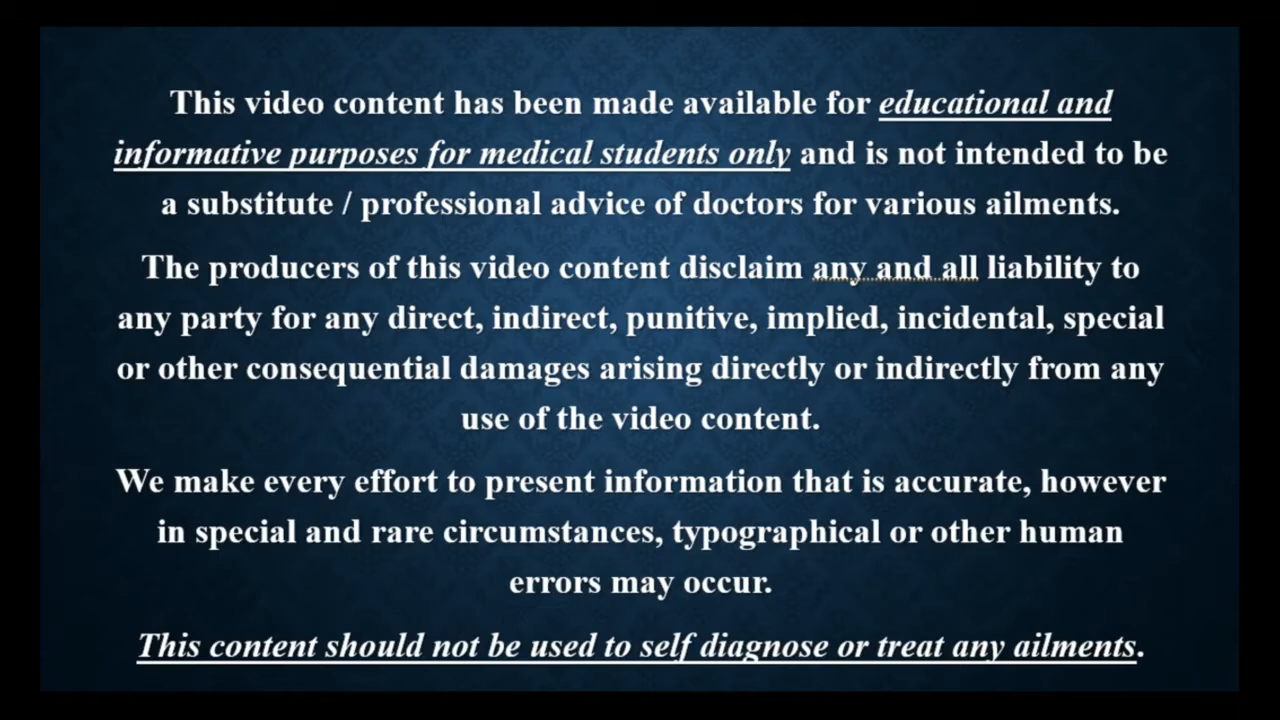 This video content has been made available for educational and
informative purposes for medical students only and is not intended to be
a substitute / professional advice of doctors for various ailments.
The producers of this video content disclaim any and all liability to
any party for any direct, indirect, punitive, implied, incidental, special
or other consequential damages arising directly or indirectly from any
use of the video content.
We make every effort to present information that is accurate, however
in special and rare circumstances, typographical or other human
errors may occur.
This content should not be used to self diagnose or treat any ailments.